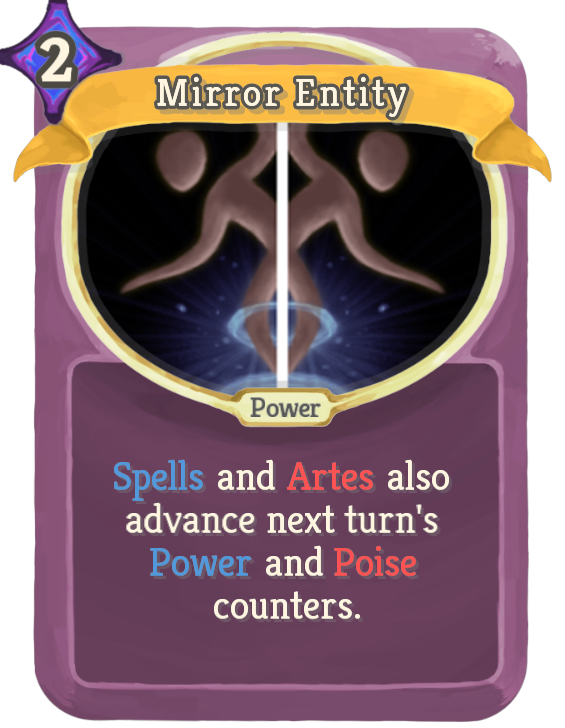 2
Mirror Entity
Power
Spells and Artes also
advance next turn's
Power and Poise
counters.